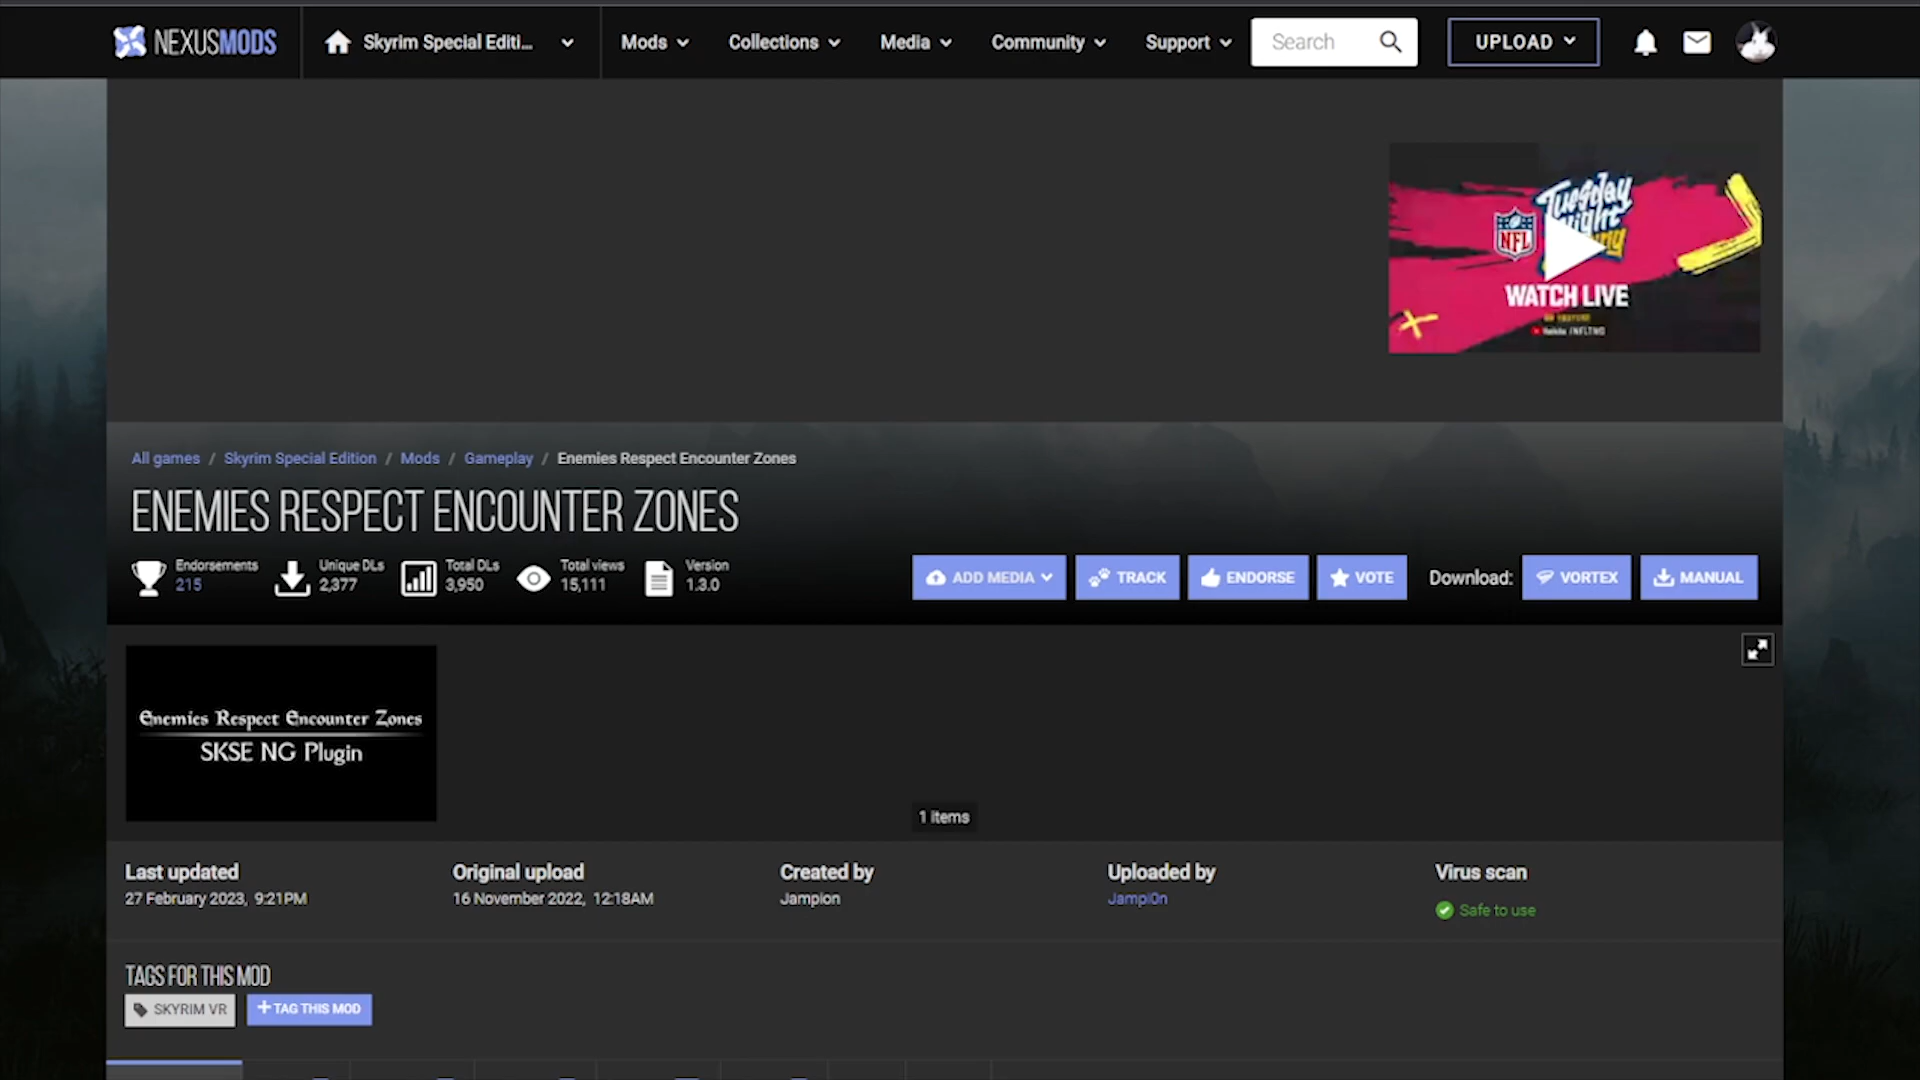 NEXUSMODS
Skyrim Special Editi...
Mods
Collections
Media
Community
Support
Search
UPLOAD
NFL
Tuesday
Night
WATCH LIVE
All games / Skyrim Special Edition / Mods / Gameplay / Enemies Respect Encounter Zones
ENEMIES RESPECT ENCOUNTER ZONES
Endorsements
215
Unique DLs
2,377
Total DLs
3,950
Total views
15,111
Version
1.3.0
ADD MEDIA
TRACK
ENDORSE
VOTE
Download:
VORTEX
MANUAL
Enemies Respect Encounter Zones
SKSE NG Plugin
1 items
Last updated
27 February 2023, 9:21PM
Original upload
16 November 2022, 12:18AM
Created by
Jampion
Uploaded by
Jampi0n
Virus scan
Safe to use
TAGS FOR THIS MOD
SKYRIM VR
+ TAG THIS MOD